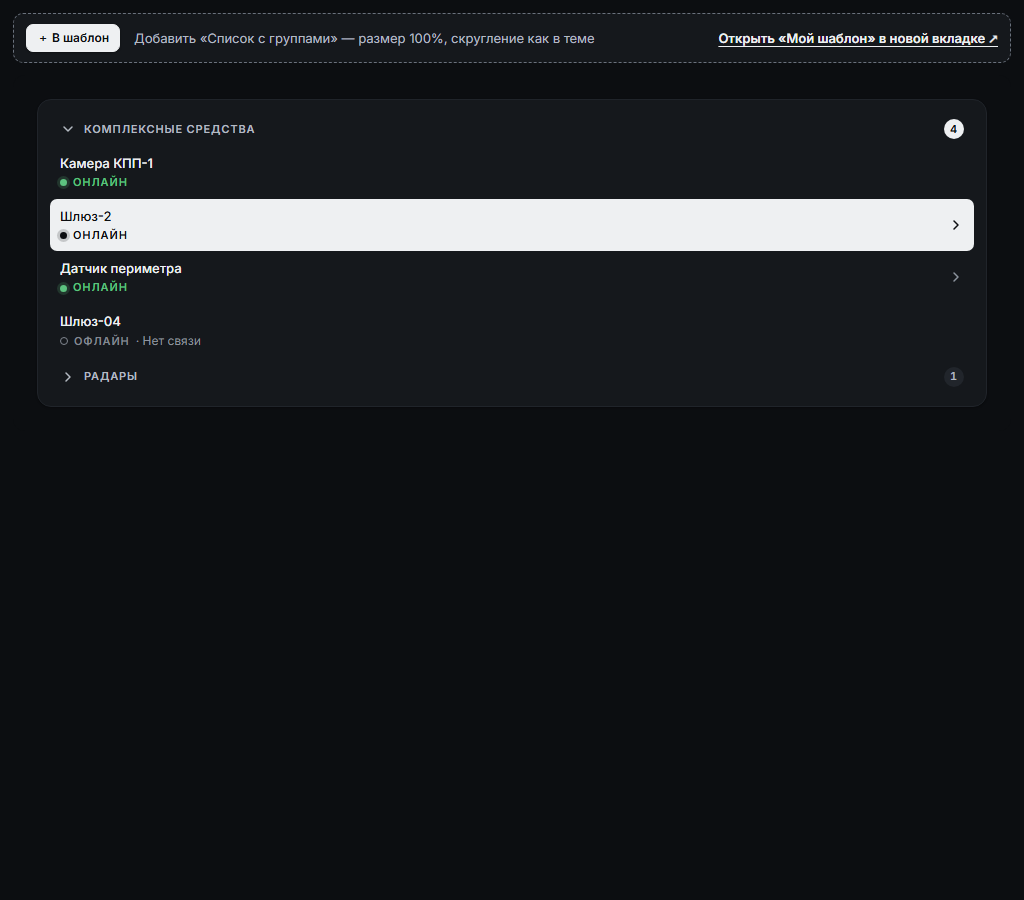 + В шаблон
Добавить «Список с группами» — размер 100%, скругление как в теме
Открыть «Мой шаблон» в новой вкладке ↗
КОМПЛЕКСНЫЕ СРЕДСТВА 4
Камера КПП-1
ОНЛАЙН
Шлюз-2
ОНЛАЙН
Датчик периметра
ОНЛАЙН
Шлюз-04
ОФЛАЙН · Нет связи
РАДАРЫ 1